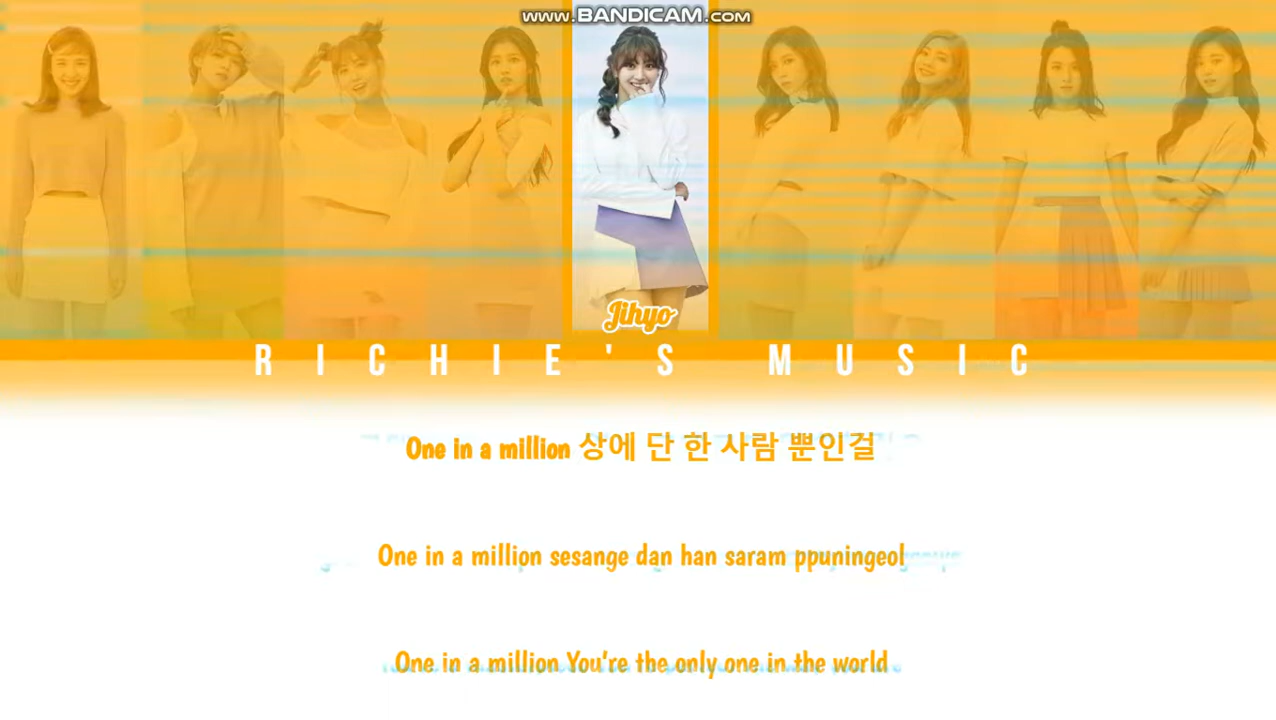 www.BANDICAM.com
Jihyo
RICHIE'S MUSIC
One in a million 상에 단 한 사람 뿐인걸
One in a million sesange dan han saram ppuningeol
One in a million You're the only one in the world